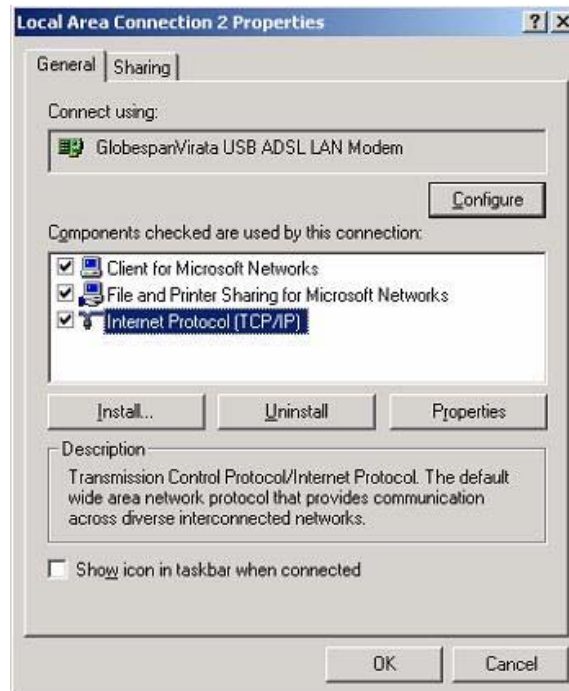 Local Area Connection 2 Properties
General
Sharing
Connect using:
GlobespanVirata USB ADSL LAN Modem
Configure
Components checked are used by this connection:
Client for Microsoft Networks
File and Printer Sharing for Microsoft Networks
Internet Protocol (TCP/IP)
Install...
Uninstall
Properties
Description
Transmission Control Protocol/Internet Protocol. The default
wide area network protocol that provides communication
across diverse interconnected networks.
Show icon in taskbar when connected
OK
Cancel